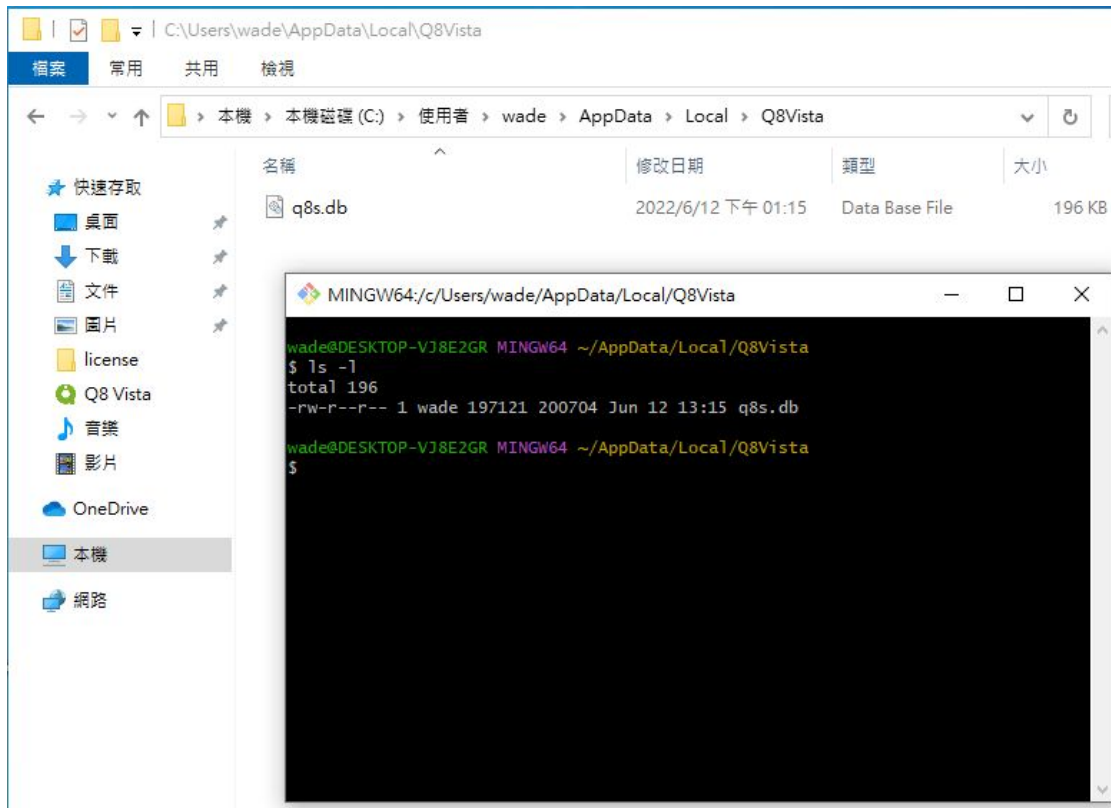 C:\Users\wade\AppData\Local\Q8Vista
檔案 常用 共用 檢視
本機 本機磁碟 (C:) 使用者 wade AppData Local Q8Vista
名稱 修改日期 類型 大小
快速存取
q8s.db 2022/6/12 下午 01:15 Data Base File 196 KB
桌面
下載
文件
圖片
license
Q8 Vista
音樂
影片
OneDrive
本機
網路
MINGW64:/c/Users/wade/AppData/Local/Q8Vista
wade@DESKTOP-VJ8E2GR MINGW64 ~/AppData/Local/Q8Vista
$ ls -l
total 196
-rw-r--r-- 1 wade 197121 200704 Jun 12 13:15 q8s.db
wade@DESKTOP-VJ8E2GR MINGW64 ~/AppData/Local/Q8Vista
$